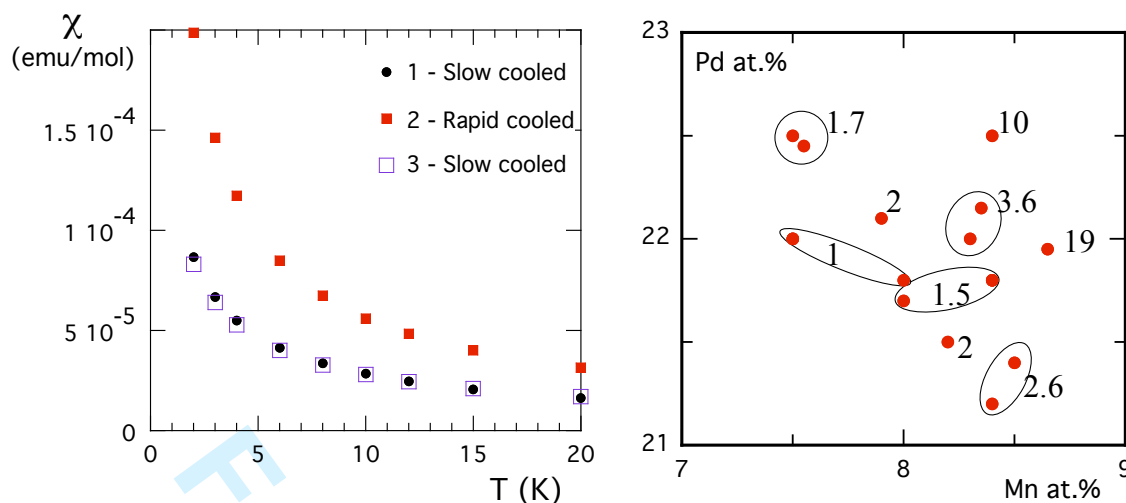 χ
(emu/mol)
1.5 10⁻⁴
1 10⁻⁴
5 10⁻⁵
0
1 - Slow cooled
2 - Rapid cooled
3 - Slow cooled
0 5 10 15 20
T (K)
F
23
22
21
Pd at.%
1.7
10
2
3.6
19
1
1.5
2
2.6
7 8 9
Mn at.%